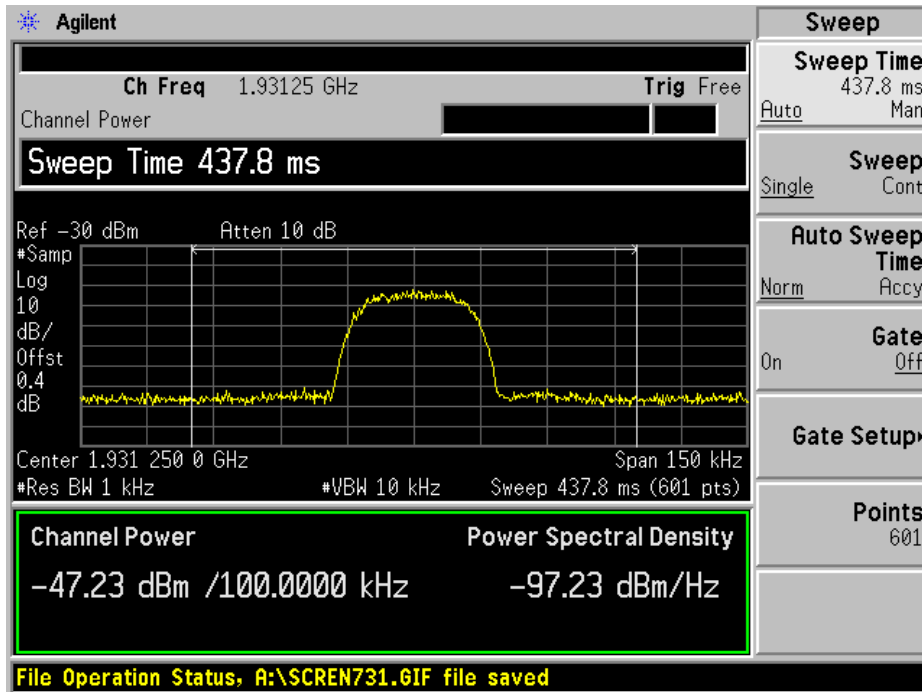 Agilent
Ch Freq 1.93125 GHz Trig Free
Channel Power
Sweep Time 437.8 ms
Ref -30 dBm Atten 10 dB
#Samp
Log
10
dB/
Offst
0.4
dB
Center 1.931 250 0 GHz Span 150 kHz
#Res BW 1 kHz #VBW 10 kHz Sweep 437.8 ms (601 pts)
Channel Power Power Spectral Density
-47.23 dBm /100.0000 kHz -97.23 dBm/Hz
File Operation Status, A:\SCREN731.GIF file saved
Sweep
Sweep Time
437.8 ms
Auto Man
Sweep
Single Cont
Auto Sweep
Time
Norm Accy
Gate
On Off
Gate Setup
Points
601